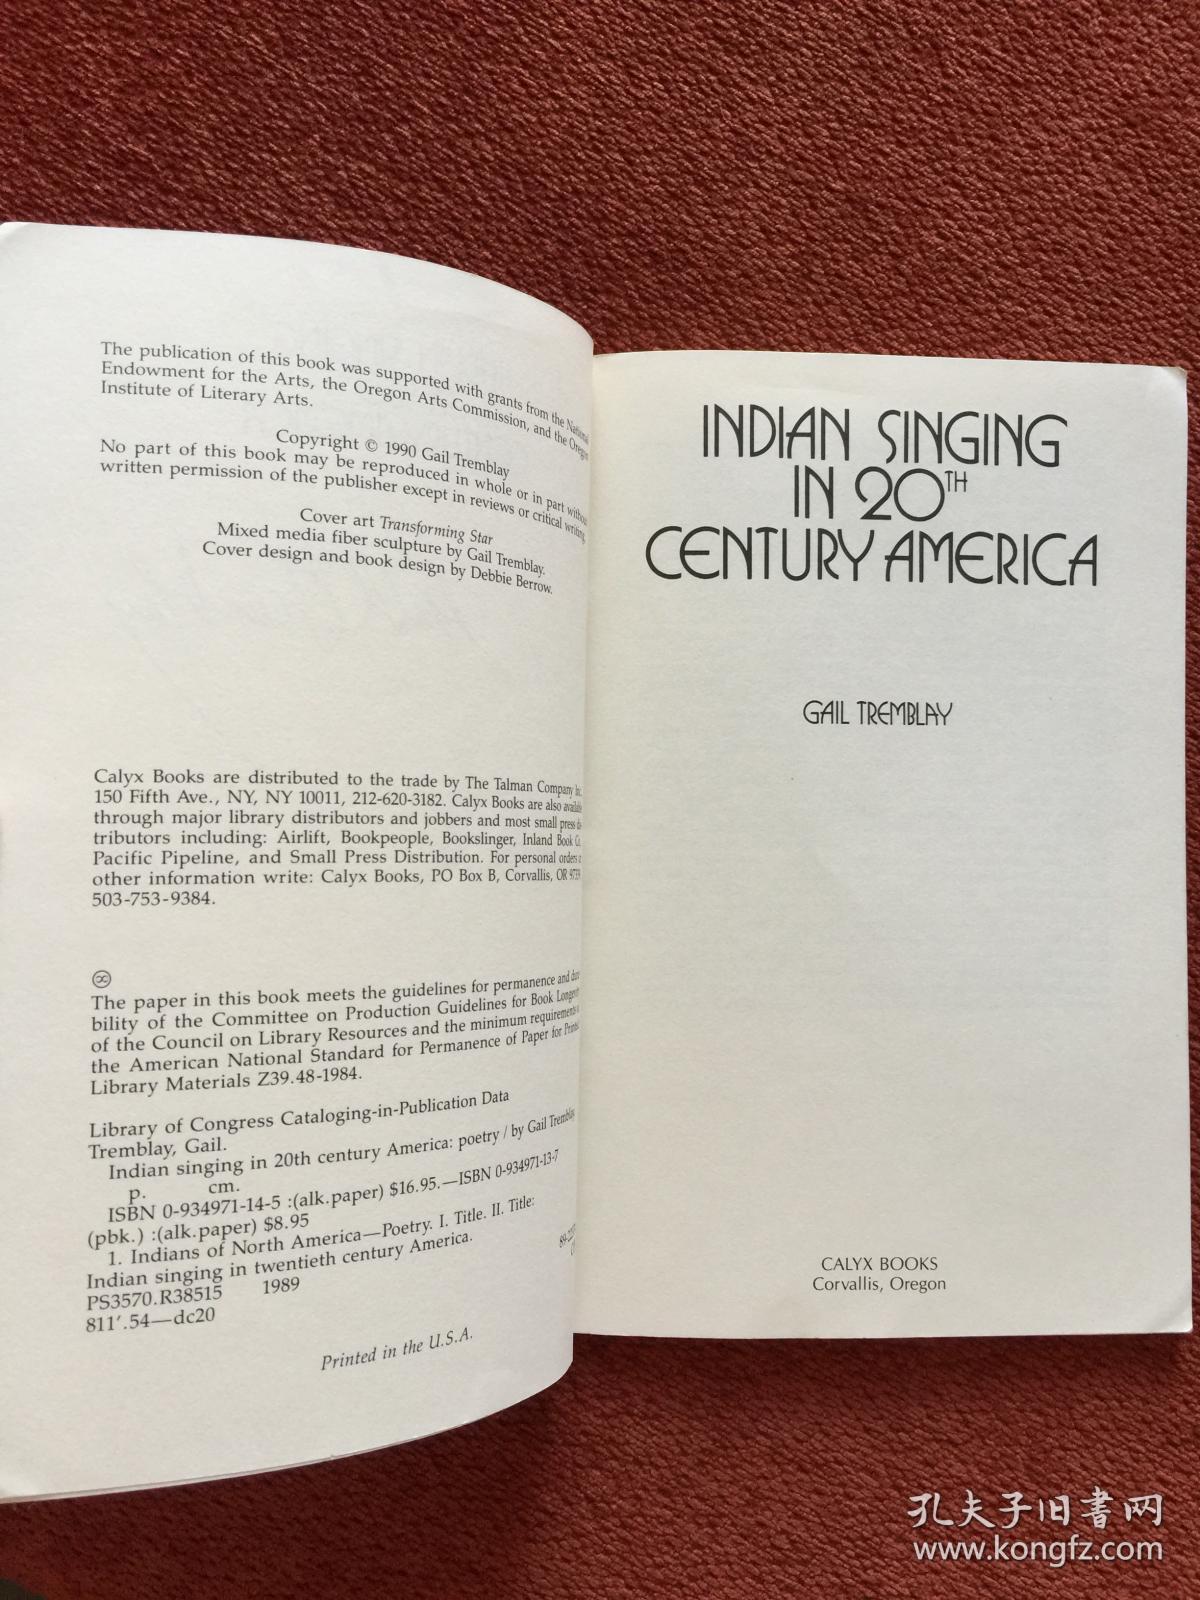 The publication of this book was supported with grants from the National
Endowment for the Arts, the Oregon Arts Commission, and the Oregon
Institute of Literary Arts.
Copyright © 1990 Gail Tremblay
No part of this book may be reproduced in whole or in part without
written permission of the publisher except in reviews or critical writing.
Cover art Transforming Star
Mixed media fiber sculpture by Gail Tremblay.
Cover design and book design by Debbie Berrow.
Calyx Books are distributed to the trade by The Talman Company Inc.
150 Fifth Ave., NY, NY 10011, 212-620-3182. Calyx Books are also available
through major library distributors and jobbers and most small press dis-
tributors including: Airlift, Bookpeople, Bookslinger, Inland Book Co.
Pacific Pipeline, and Small Press Distribution. For personal orders or
other information write: Calyx Books, PO Box B, Corvallis, OR
503-753-9384.
∞
The paper in this book meets the guidelines for permanence and dura-
bility of the Committee on Production Guidelines for Book Longevity
of the Council on Library Resources and the minimum requirements of
the American National Standard for Permanence of Paper for Printed
Library Materials Z39.48-1984.
Library of Congress Cataloging-in-Publication Data
Tremblay, Gail.
Indian singing in 20th century America: poetry / by Gail Tremblay
p. cm.
ISBN 0-934971-14-5 :(alk.paper) $16.95.—ISBN 0-934971-13-7
(pbk.) :(alk.paper) $8.95
1. Indians of North America—Poetry. I. Title. II. Title:
Indian singing in twentieth century America.
PS3570.R38515 1989
811'.54—dc20
Printed in the U.S.A.
INDIAN SINGING
IN 20TH
CENTURY AMERICA
GAIL TREMBLAY
CALYX BOOKS
Corvallis, Oregon
孔夫子旧书网
www.kongfz.com